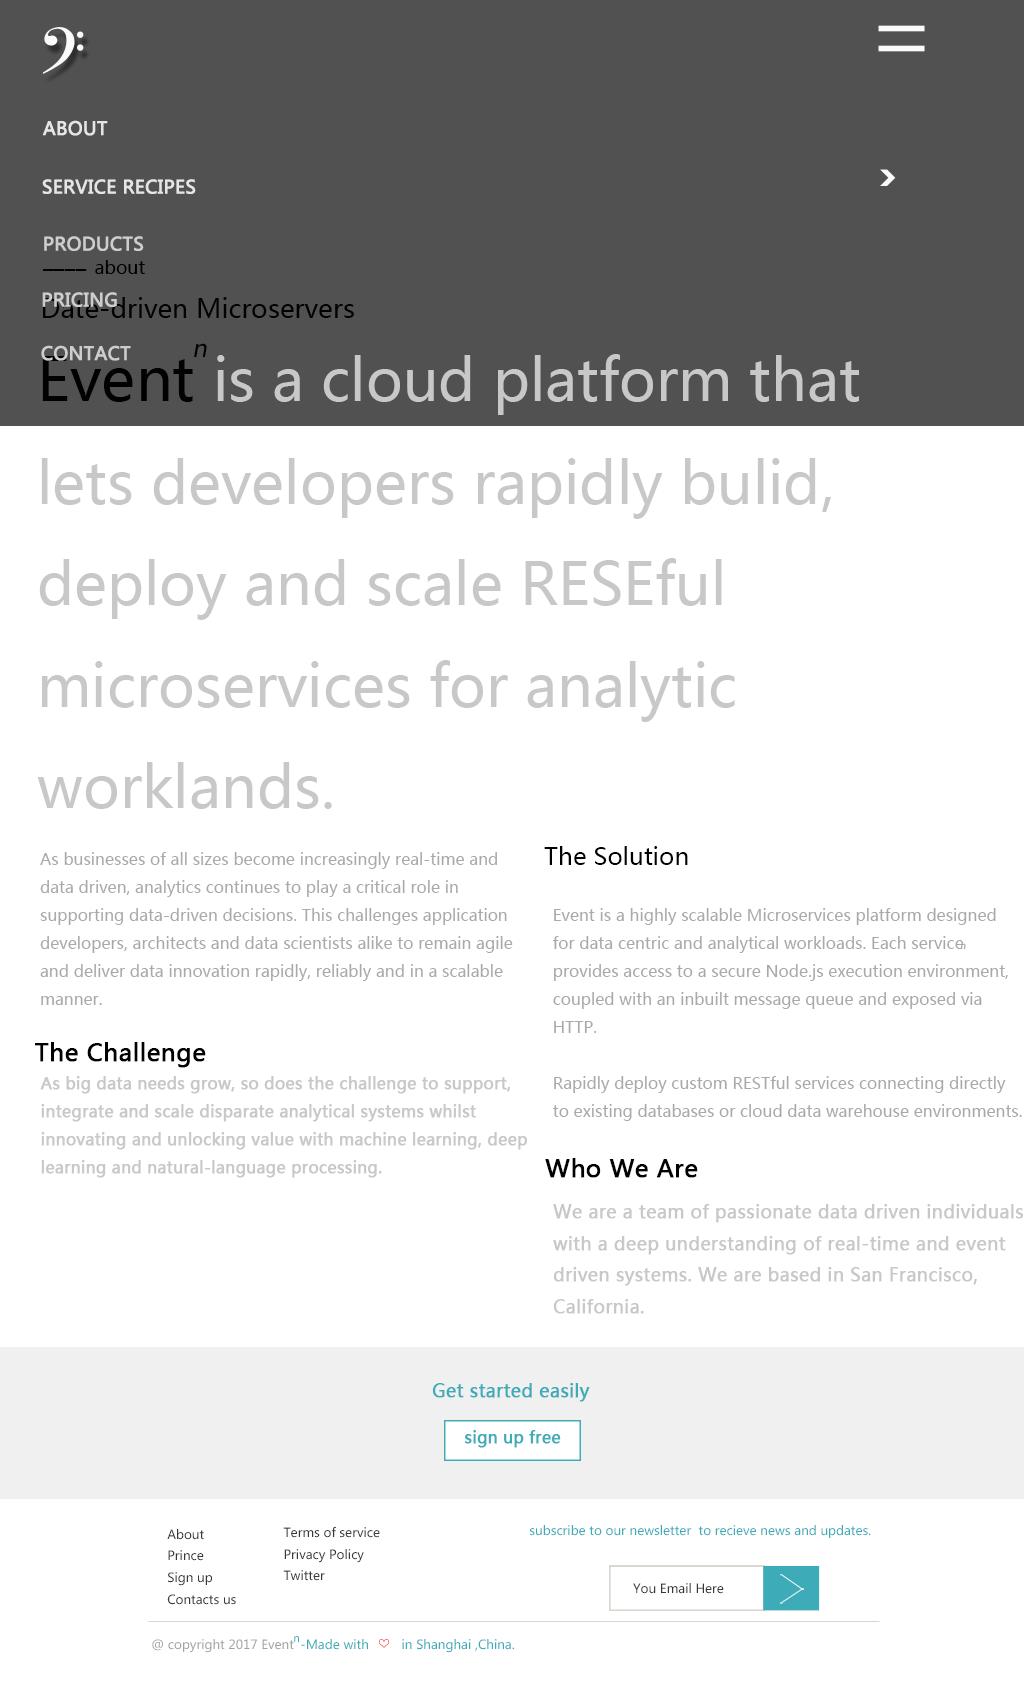 ABOUT
SERVICE RECIPES
PRODUCTS
about
PRICING
Date-driven Microservers
CONTACT
Eventⁿ is a cloud platform that
lets developers rapidly bulid,
deploy and scale RESEful
microservices for analytic
worklands.
As businesses of all sizes become increasingly real-time and
data driven, analytics continues to play a critical role in
supporting data-driven decisions. This challenges application
developers, architects and data scientists alike to remain agile
and deliver data innovation rapidly, reliably and in a scalable
manner.
The Challenge
As big data needs grow, so does the challenge to support,
integrate and scale disparate analytical systems whilst
innovating and unlocking value with machine learning, deep
learning and natural-language processing.
The Solution
Event is a highly scalable Microservices platform designed
for data centric and analytical workloads. Each service
provides access to a secure Node.js execution environment,
coupled with an inbuilt message queue and exposed via
HTTP.
Rapidly deploy custom RESTful services connecting directly
to existing databases or cloud data warehouse environments.
Who We Are
We are a team of passionate data driven individuals
with a deep understanding of real-time and event
driven systems. We are based in San Francisco,
California.
Get started easily
sign up free
About
Prince
Sign up
Contacts us
Terms of service
Privacy Policy
Twitter
subscribe to our newsletter to recieve news and updates.
You Email Here
@ copyright 2017 Eventⁿ-Made with ♡ in Shanghai ,China.